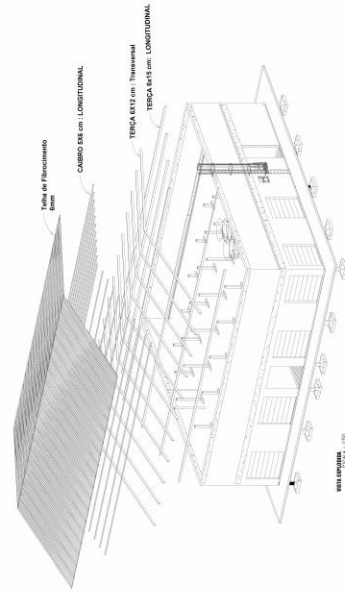 Telha de Fibrocimento
6mm
CAIBRO 5X6 cm : LONGITUDINAL
TERÇA 6X12 cm : Transversal
TERÇA 6x15 cm: LONGITUDINAL
VISTA EXPLODIDA